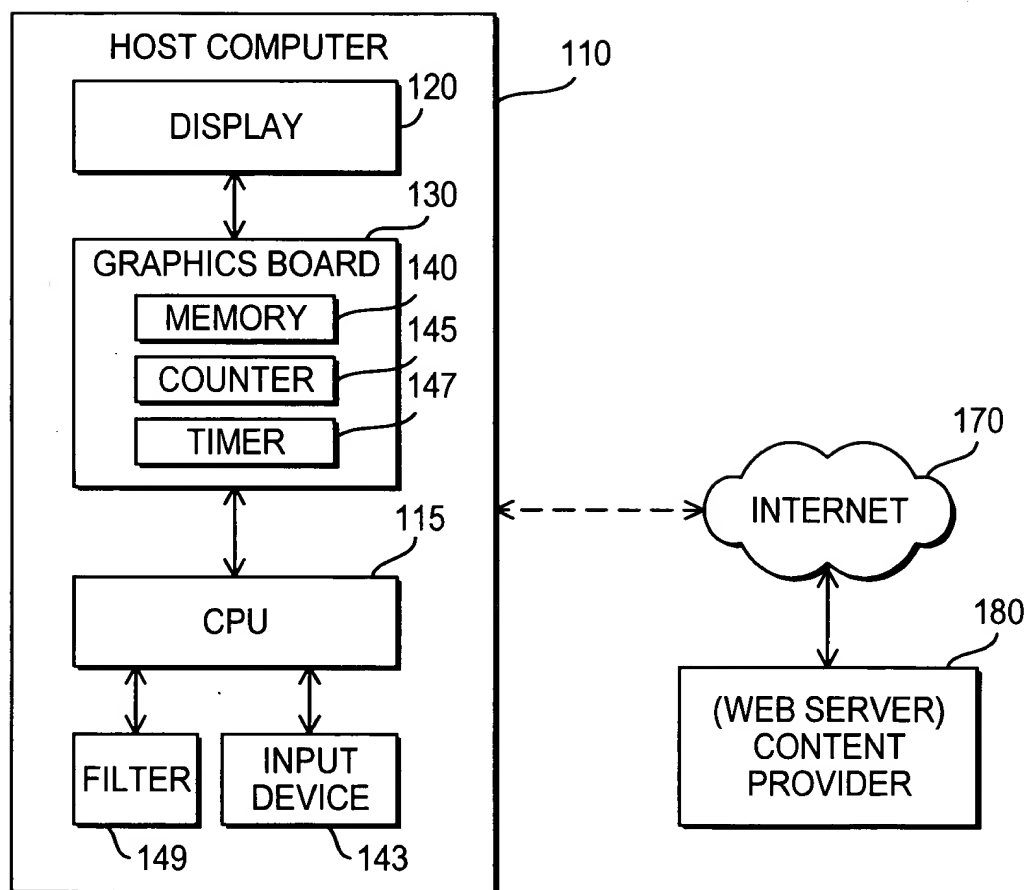 HOST COMPUTER
110
120
DISPLAY
130
GRAPHICS BOARD
140
MEMORY
145
COUNTER
147
TIMER
170
INTERNET
115
CPU
180
(WEB SERVER)
CONTENT
PROVIDER
FILTER
INPUT
DEVICE
149
143